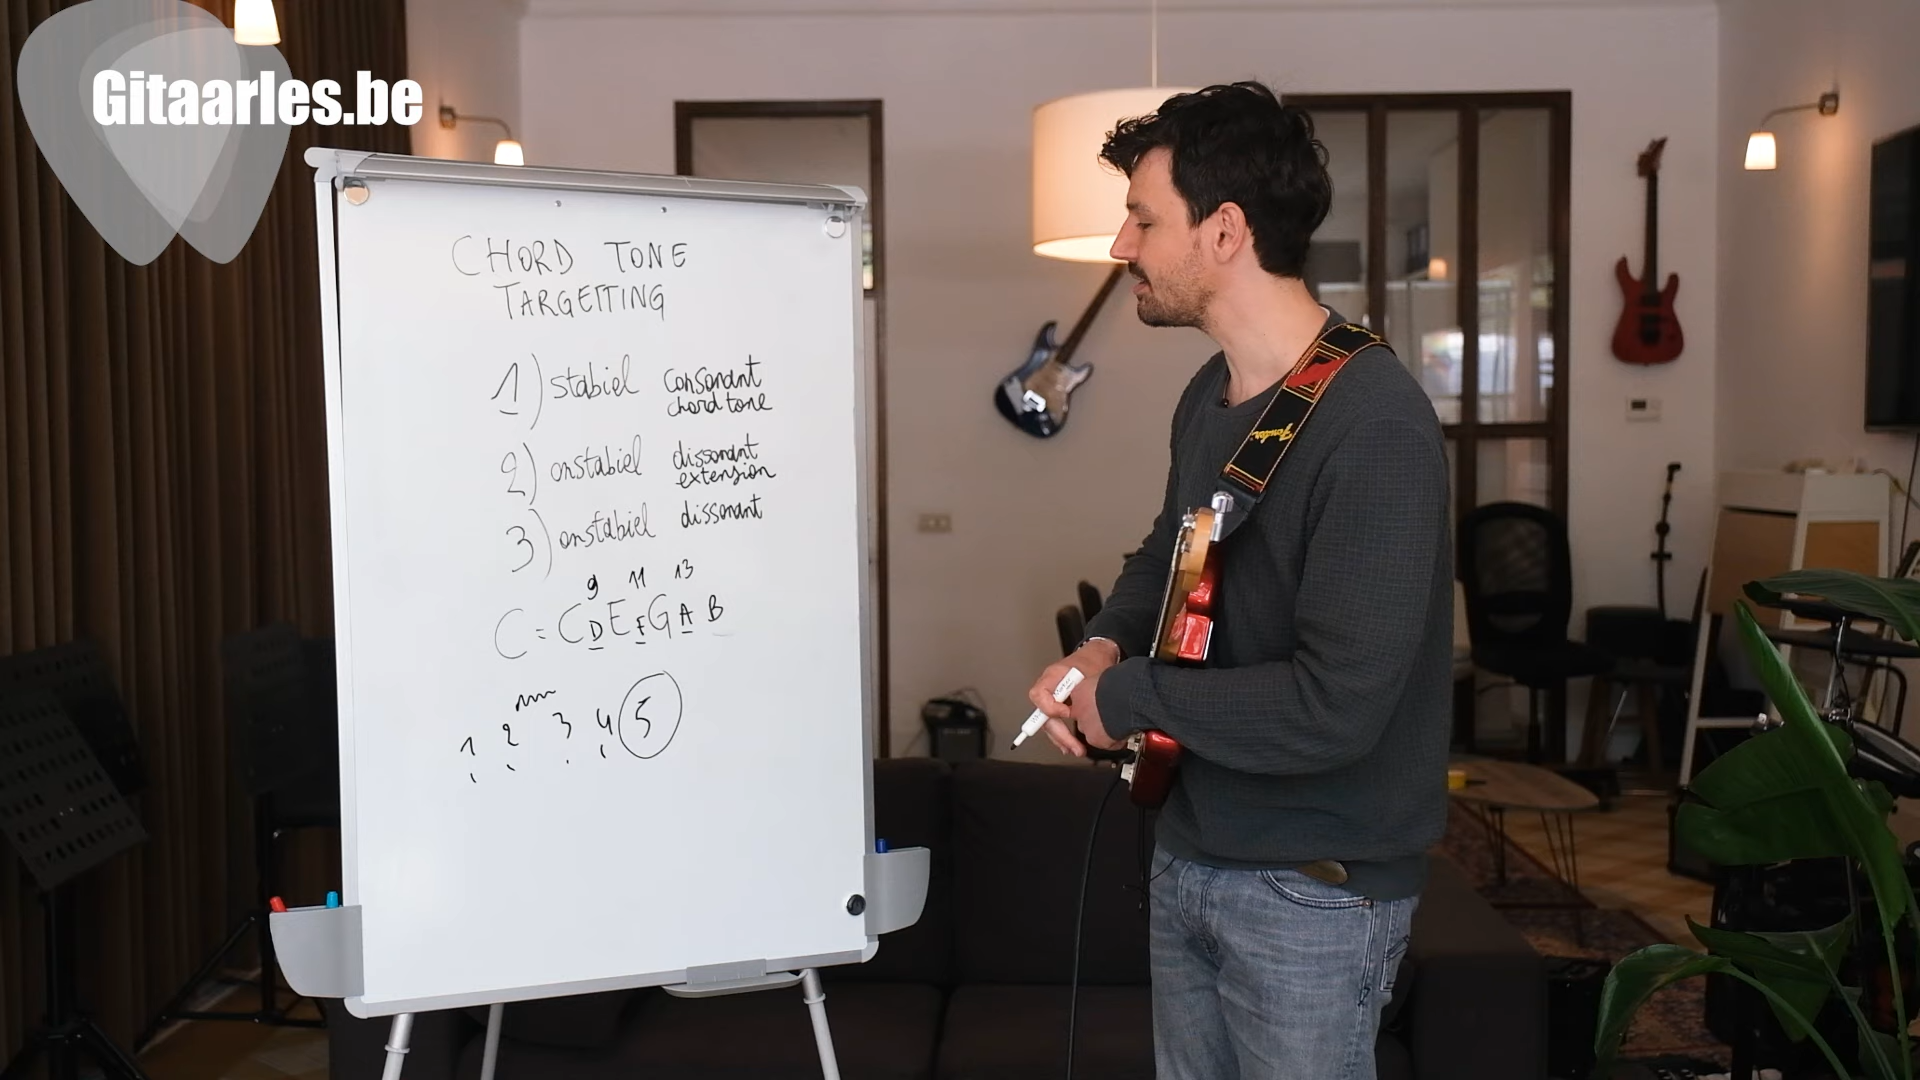 Gitaarles.be
CHORD TONE
TARGETTING
1) stabiel consonant
chord tone
2) onstabiel dissonant
extension
3) onstabiel dissonant
9 11 13
C = C D E F G A B
1 2 3 4 5
Fender